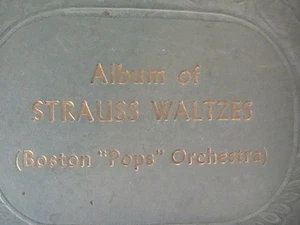 Album of
STRAUSS WALTZES
(Boston "Pops" Orchestra)